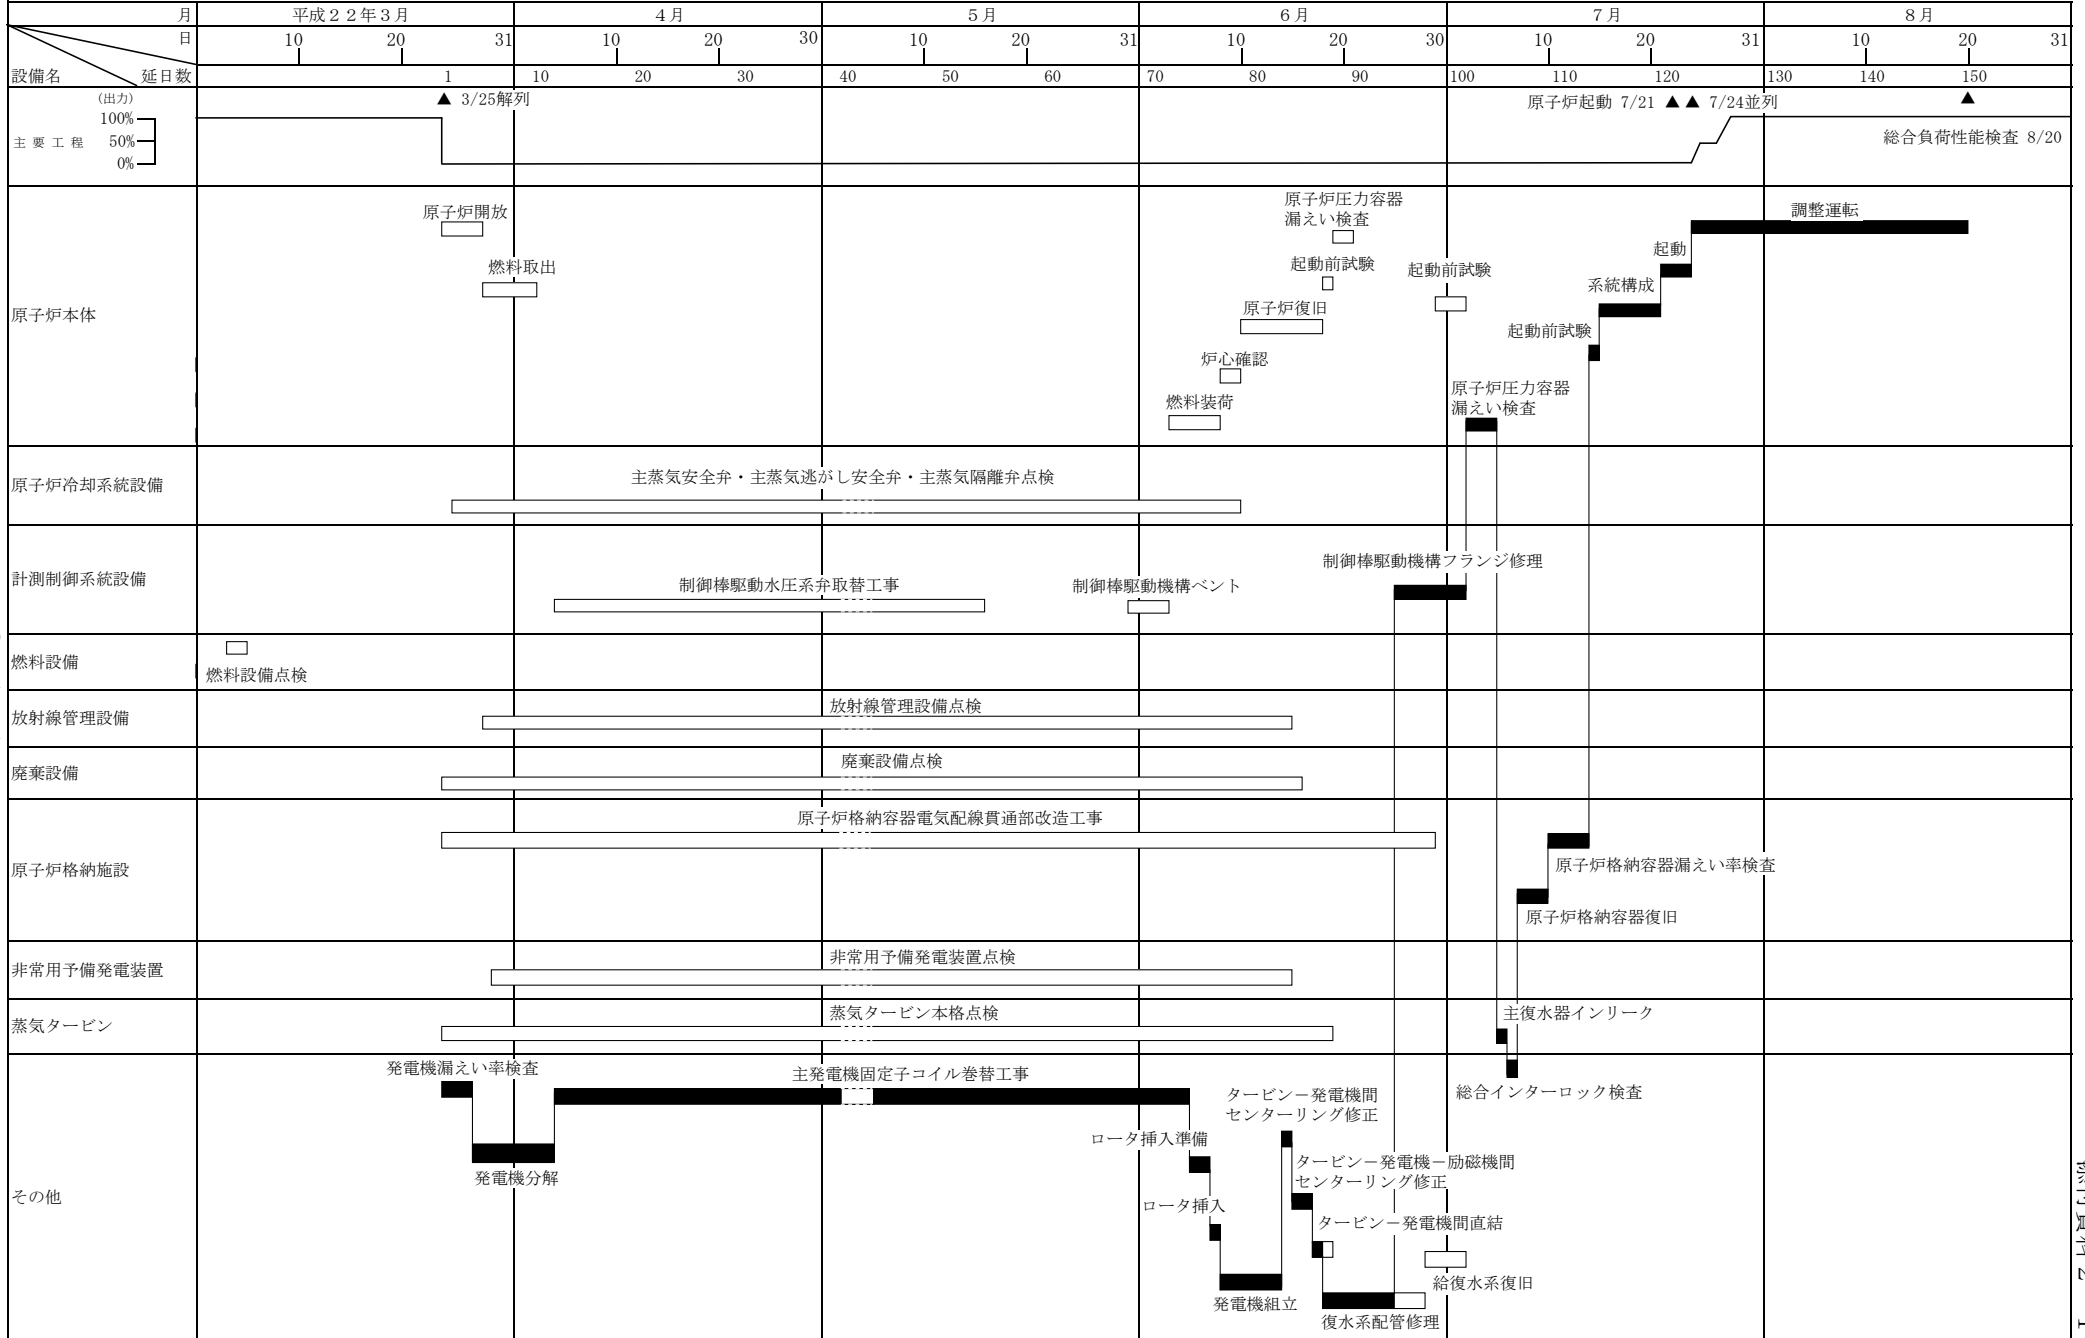 月 平成２２年３月 ４月 ５月 ６月 ７月 ８月
日 10 20 31 10 20 30 10 20 31 10 20 30 10 20 31 10 20 31
設備名 延日数 1 10 20 30 40 50 60 70 80 90 100 110 120 130 140 150
(出力)
▲ 3/25解列
原子炉起動 7/21 ▲ ▲ 7/24並列 ▲
100%
主要工程 50%
0%
総合負荷性能検査 8/20
原子炉本体
原子炉開放
燃料取出
原子炉圧力容器
漏えい検査
起動前試験
原子炉復旧
炉心確認
燃料装荷
起動前試験
調整運転
起動
系統構成
起動前試験
原子炉圧力容器
漏えい検査
原子炉冷却系統設備
主蒸気安全弁・主蒸気逃がし安全弁・主蒸気隔離弁点検
計測制御系統設備
制御棒駆動水圧系弁取替工事
制御棒駆動機構ベント
制御棒駆動機構フランジ修理
燃料設備
燃料設備点検
放射線管理設備
放射線管理設備点検
廃棄設備
廃棄設備点検
原子炉格納施設
原子炉格納容器電気配線貫通部改造工事
原子炉格納容器漏えい率検査
原子炉格納容器復旧
非常用予備発電装置
非常用予備発電装置点検
蒸気タービン
蒸気タービン本格点検
主復水器インリーク
総合インターロック検査
その他
発電機漏えい率検査
発電機分解
主発電機固定子コイル巻替工事
ロータ挿入準備
ロータ挿入
発電機組立
タービン－発電機間
センターリング修正
タービン－発電機－励磁機間
センターリング修正
タービン－発電機間直結
給復水系復旧
復水系配管修理